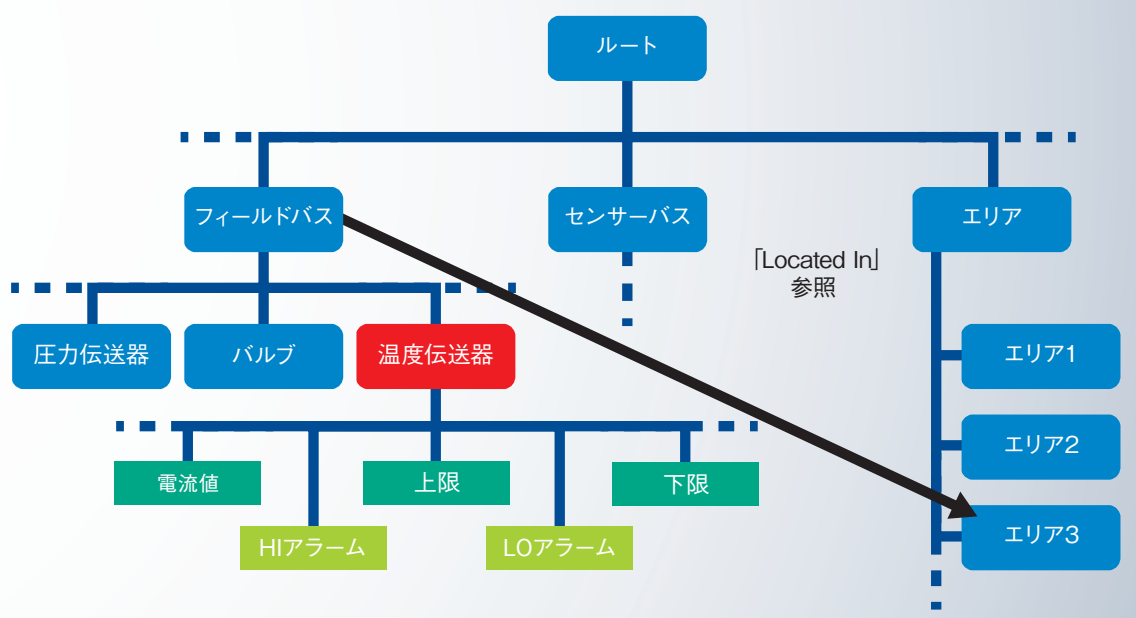 ルート
フィールドバス
センサーバス
エリア
「Located In」
参照
圧力伝送器
バルブ
温度伝送器
エリア1
エリア2
エリア3
電流値
上限
下限
HIアラーム
LOアラーム